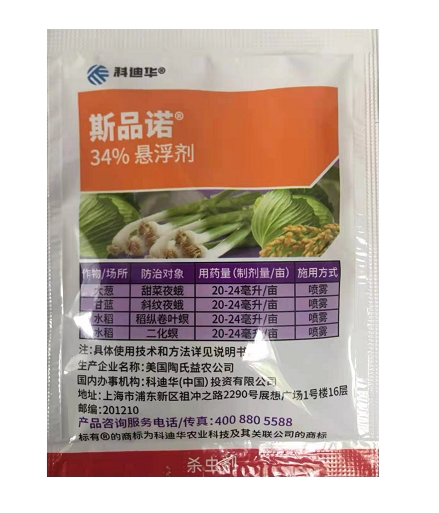 科迪华®
斯品诺®
34% 悬浮剂
作物/场所 防治对象 用药量（制剂量/亩） 施用方式
大葱 甜菜夜蛾 20-24毫升/亩 喷雾
甘蓝 斜纹夜蛾 20-24毫升/亩 喷雾
水稻 稻纵卷叶螟 20-24毫升/亩 喷雾
水稻 二化螟 20-24毫升/亩 喷雾
注:具体使用技术和方法详见说明书
生产企业名称:美国陶氏益农公司
国内办事机构:科迪华(中国)投资有限公司
地址:上海市浦东新区祖冲之路2290号展想广场1号楼16层
邮编:201210
产品咨询服务电话/传真:400 880 5588
标有®的商标为科迪华农业科技及其关联公司的商标
杀虫剂